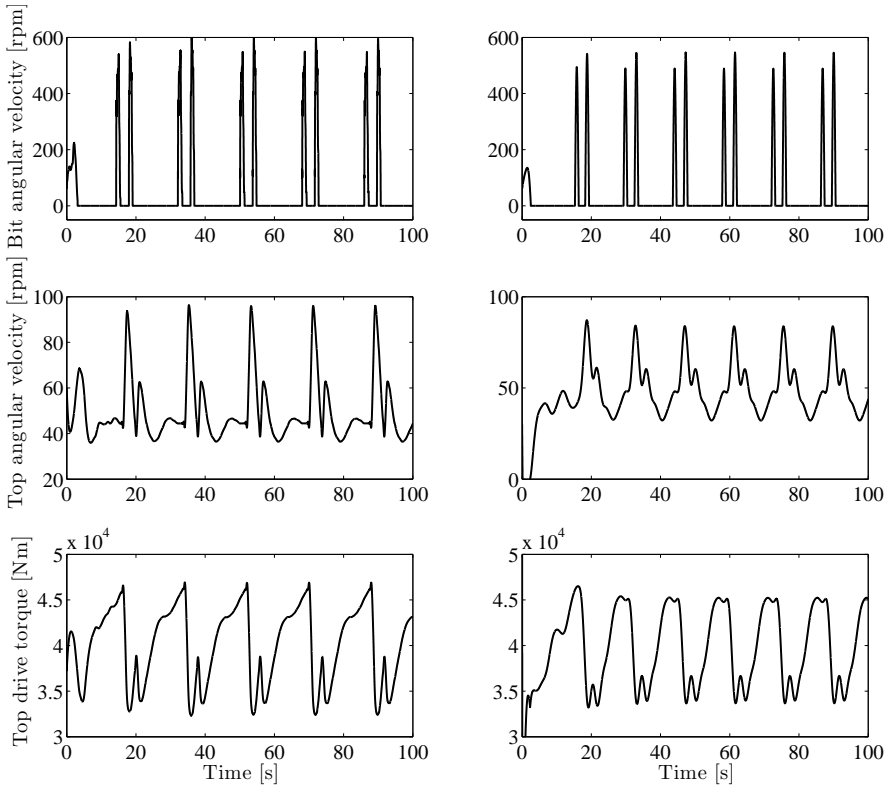 Bit angular velocity [rpm]
600
400
200
0
0 20 40 60 80 100
600
400
200
0
0 20 40 60 80 100
Top angular velocity [rpm]
100
80
60
40
20
0 20 40 60 80 100
100
50
0
0 20 40 60 80 100
Top drive torque [Nm]
x 10^4
5
4.5
4
3.5
3
0 20 40 60 80 100
Time [s]
x 10^4
5
4.5
4
3.5
3
0 20 40 60 80 100
Time [s]